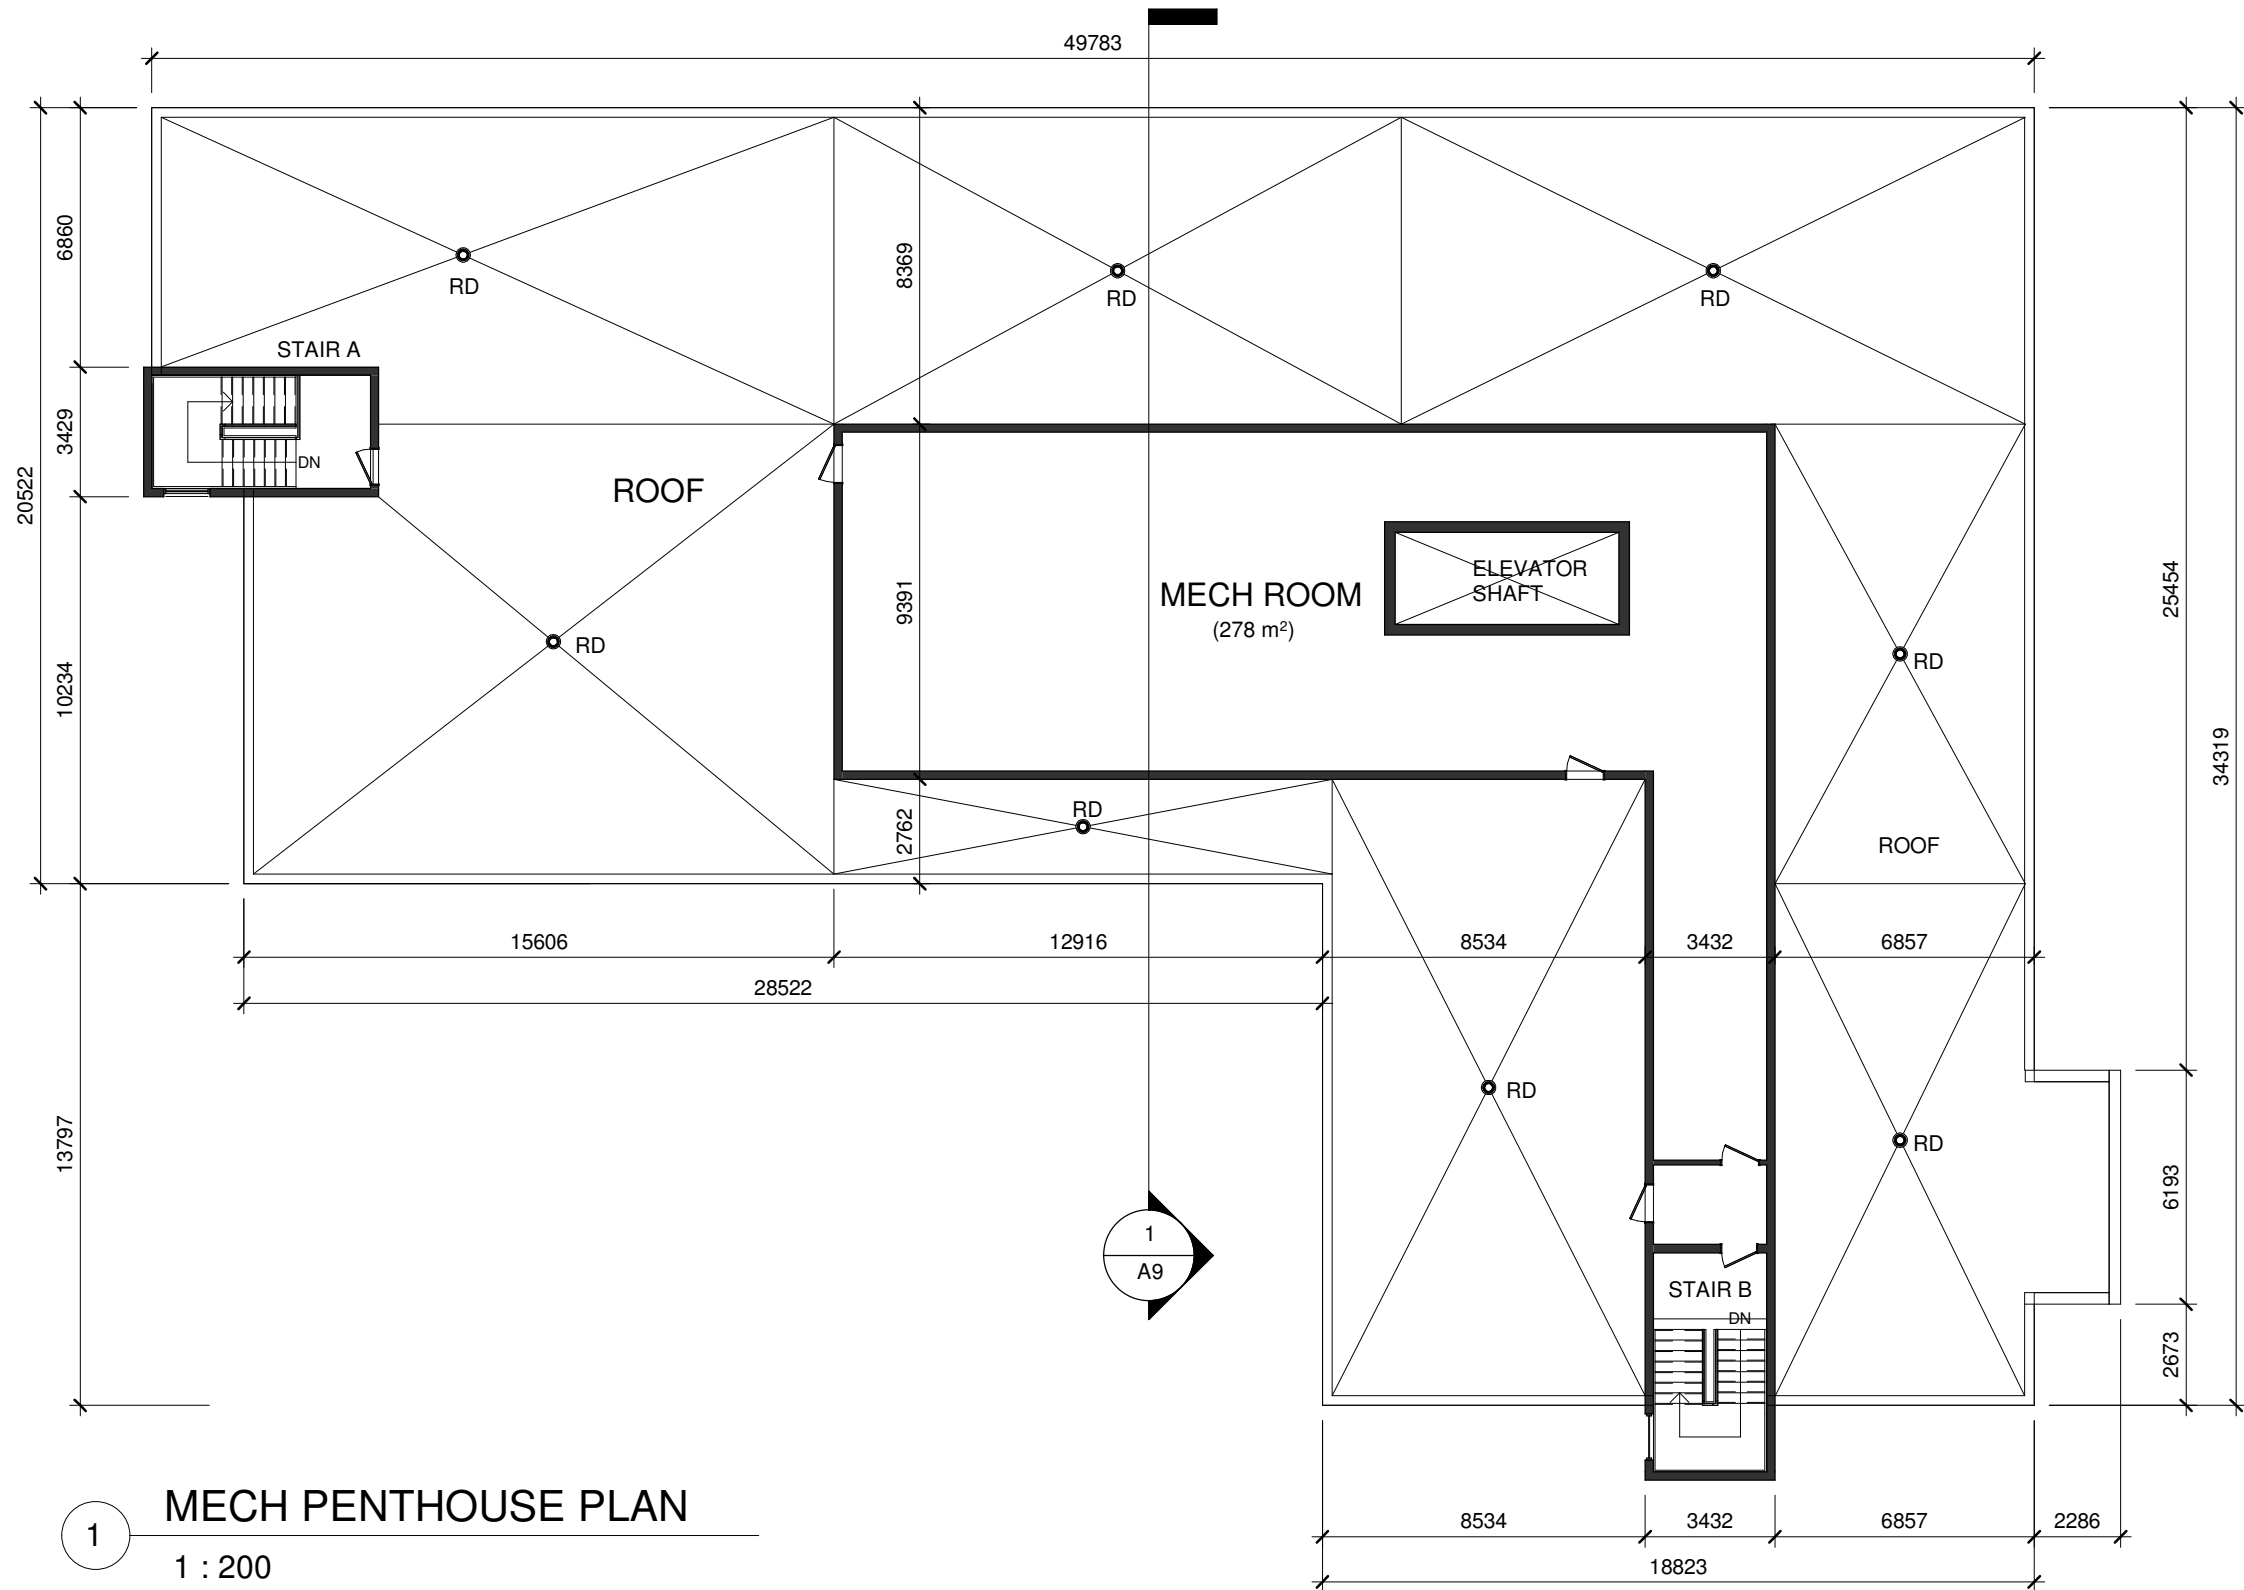 49783
6860
8369
RD
RD
RD
STAIR A
3429
DN
20522
ROOF
ELEVATOR
SHAFT
MECH ROOM
(278 m²)
9391
25454
RD
RD
10234
34319
RD
2762
ROOF
15606
12916
8534
3432
6857
28522
RD
13797
RD
6193
1
A9
STAIR B
DN
2673
MECH PENTHOUSE PLAN
1
1 : 200
8534
3432
6857
2286
18823